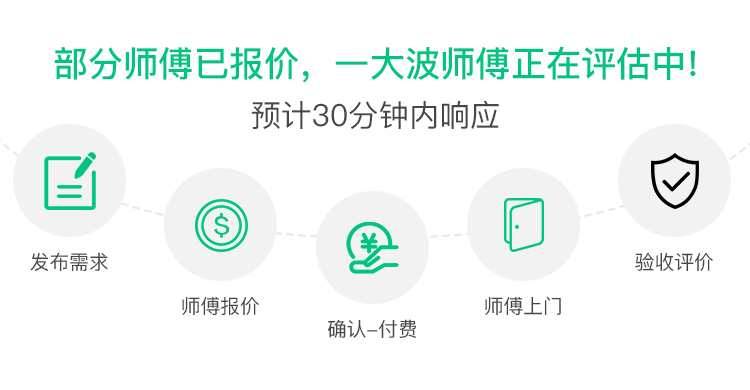 部分师傅已报价，一大波师傅正在评估中!
预计30分钟内响应
发布需求
师傅报价
确认–付费
师傅上门
验收评价